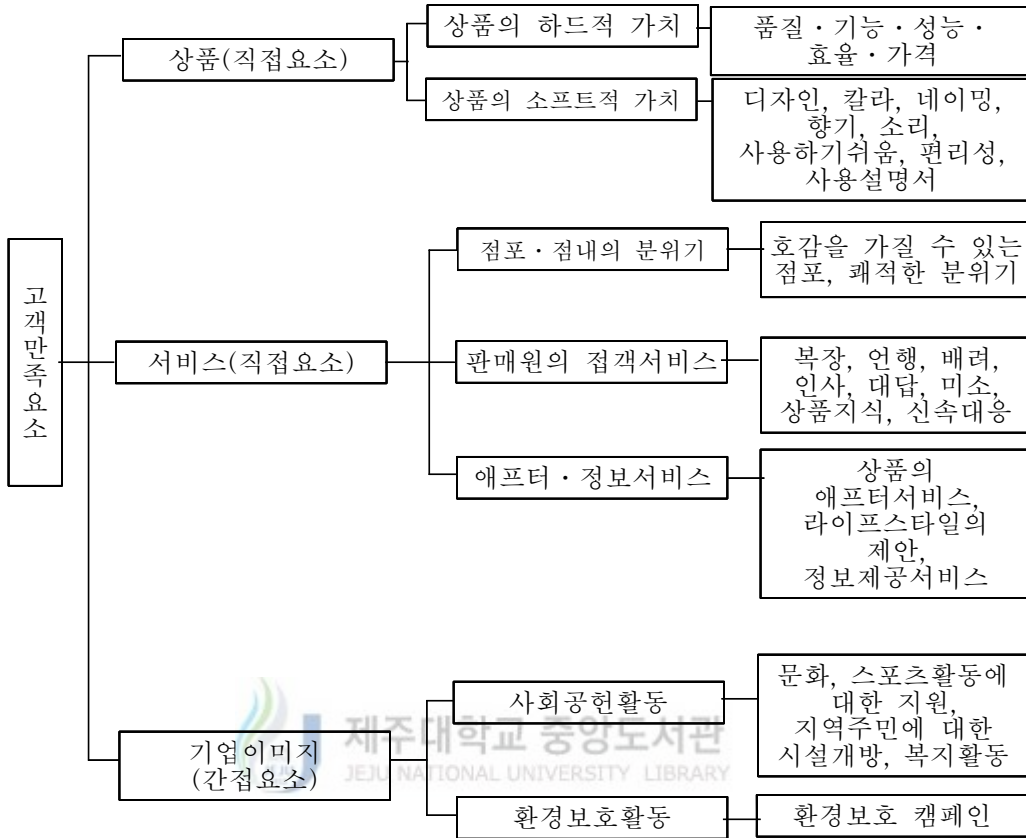 상품의 하드적 가치
품질・기능・성능・
효율・가격
상품(직접요소)
상품의 소프트적 가치
디자인, 칼라, 네이밍,
향기, 소리,
사용하기쉬움, 편리성,
사용설명서
고객만족요소
점포・점내의 분위기
호감을 가질 수 있는
점포, 쾌적한 분위기
서비스(직접요소)
판매원의 접객서비스
복장, 언행, 배려,
인사, 대답, 미소,
상품지식, 신속대응
애프터・정보서비스
상품의
애프터서비스,
라이프스타일의
제안,
정보제공서비스
기업이미지
(간접요소)
사회공헌활동
문화, 스포츠활동에
대한 지원,
지역주민에 대한
시설개방, 복지활동
환경보호활동
환경보호 캠페인
제주대학교 중앙도서관
JEJU NATIONAL UNIVERSITY LIBRARY